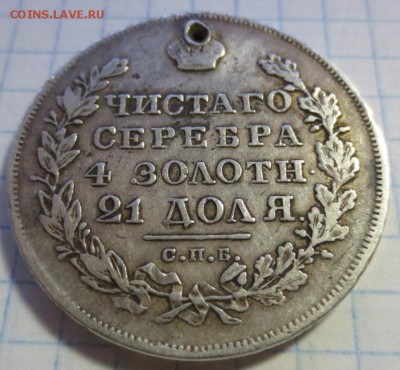 COINS.LAVE.RU
ЧИСТАГО
СЕРЕБРА
4 ЗОЛОТН.
21 ДОЛЯ.
С.П.Б.